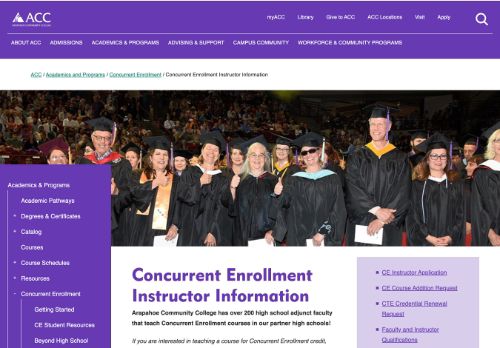 myACC Library Give to ACC ACC Locations Visit Apply
ACC
ABOUT ACC ADMISSIONS ACADEMICS & PROGRAMS ADVISING & SUPPORT CAMPUS COMMUNITY WORKFORCE & COMMUNITY PROGRAMS
ACC / Academics and Programs / Concurrent Enrollment / Concurrent Enrollment Instructor Information
Academics & Programs
Academic Pathways
Degrees & Certificates
Catalog
Courses
Course Schedules
Resources
Concurrent Enrollment
Getting Started
CE Student Resources
Beyond High School
Concurrent Enrollment
Instructor Information
Arapahoe Community College has over 200 high school adjunct faculty
that teach Concurrent Enrollment courses in our partner high schools!
If you are interested in teaching a course for Concurrent Enrollment credit,
CE Instructor Application
CE Course Addition Request
CTE Credential Renewal
Request
Faculty and Instructor
Qualifications